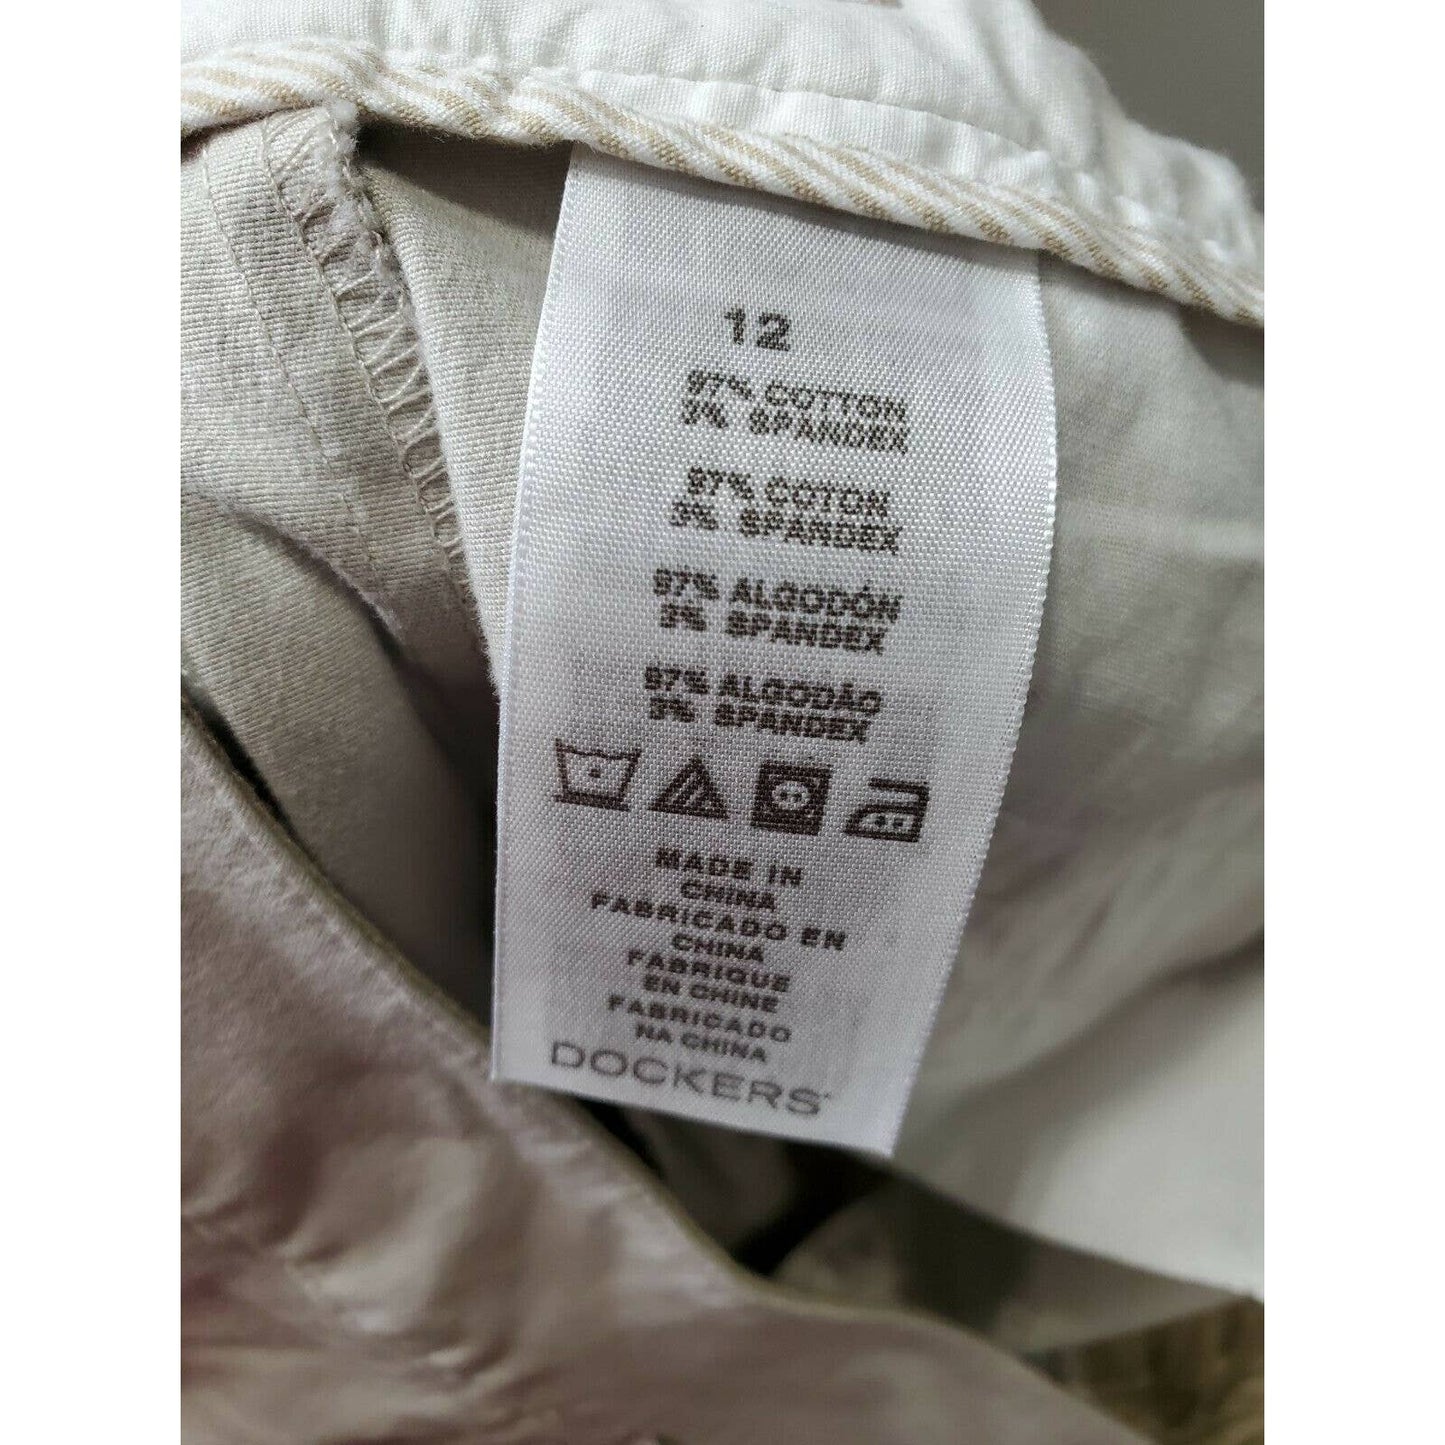 12
97% COTTON
3% SPANDEX
97% COTON
3% SPANDEX
97% ALGODÓN
3% SPANDEX
97% ALGODÃO
3% SPANDEX
MADE IN
CHINA
FABRICADO EN
CHINA
FABRIQUE
EN CHINE
FABRICADO
NA CHINA
DOCKERS